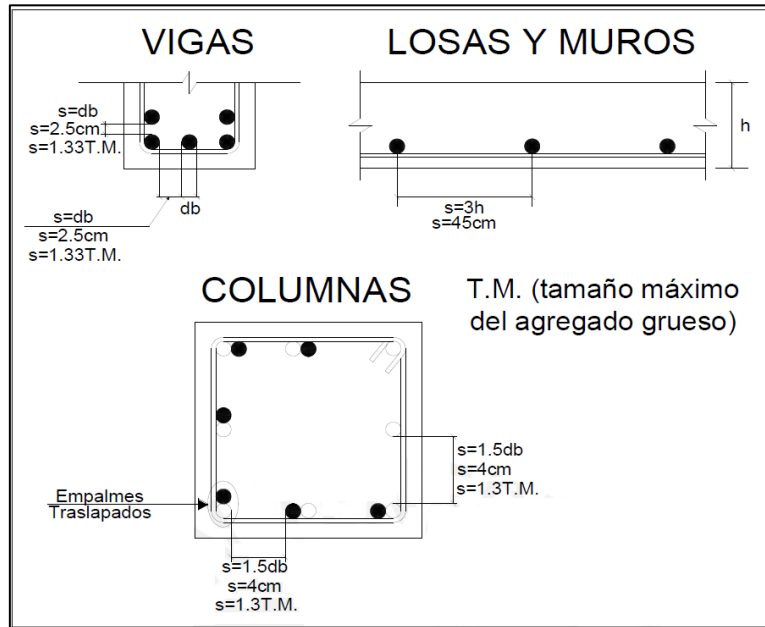 VIGAS
s=db
s=2.5cm
s=1.33T.M.
db
s=db
s=2.5cm
s=1.33T.M.
LOSAS Y MUROS
h
s=3h
s=45cm
COLUMNAS
T.M. (tamaño máximo
del agregado grueso)
s=1.5db
s=4cm
s=1.3T.M.
Empalmes
Traslapados
s=1.5db
s=4cm
s=1.3T.M.